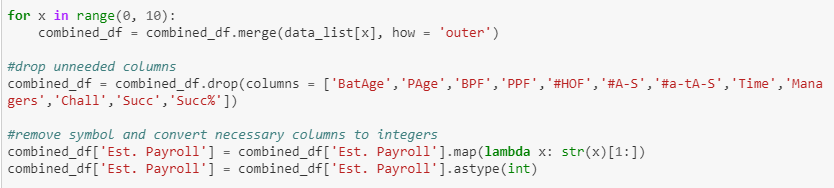 for x in range(0, 10):
    combined_df = combined_df.merge(data_list[x], how = 'outer')
#drop unneeded columns
combined_df = combined_df.drop(columns = ['BatAge','PAge','BPF','PPF','#HOF','#A-S','#a-tA-S','Time','Mana
gers','Chall','Succ','Succ%'])
#remove symbol and convert necessary columns to integers
combined_df['Est. Payroll'] = combined_df['Est. Payroll'].map(lambda x: str(x)[1:])
combined_df['Est. Payroll'] = combined_df['Est. Payroll'].astype(int)